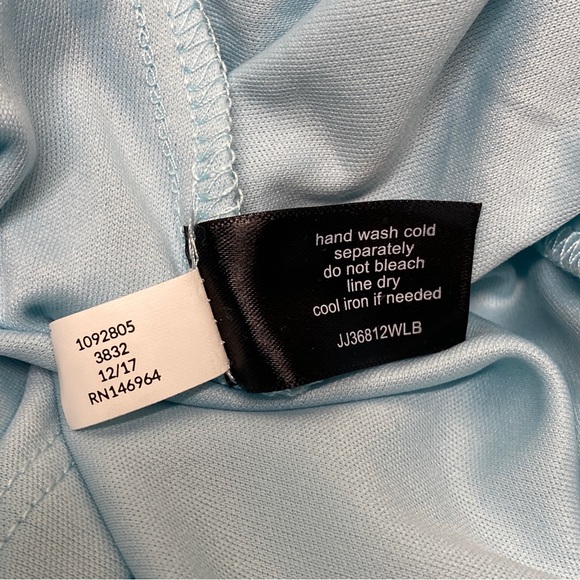 1092805
3832
12/17
RN146964
hand wash cold
separately
do not bleach
line dry
cool iron if needed
JJ36812WLB